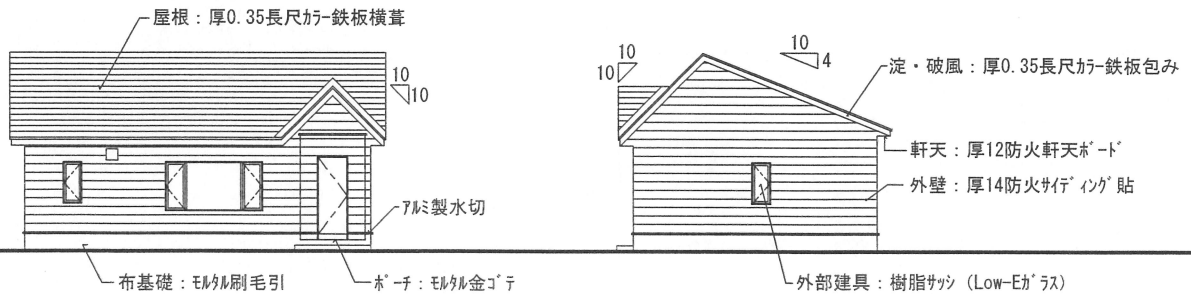 屋根：厚0.35長尺ｶﾗｰ鉄板横葺
10
10
アルミ製水切
布基礎：ﾓﾙﾀﾙ刷毛引
ﾎﾟｰﾁ：ﾓﾙﾀﾙ金ｺﾞﾃ
10
10
10
4
淀・破風：厚0.35長尺ｶﾗｰ鉄板包み
軒天：厚12防火軒天ﾎﾞｰﾄﾞ
外壁：厚14防火ｻｲﾃﾞｨﾝｸﾞ貼
外部建具：樹脂ｻｯｼ (Low-Eｶﾞﾗｽ)